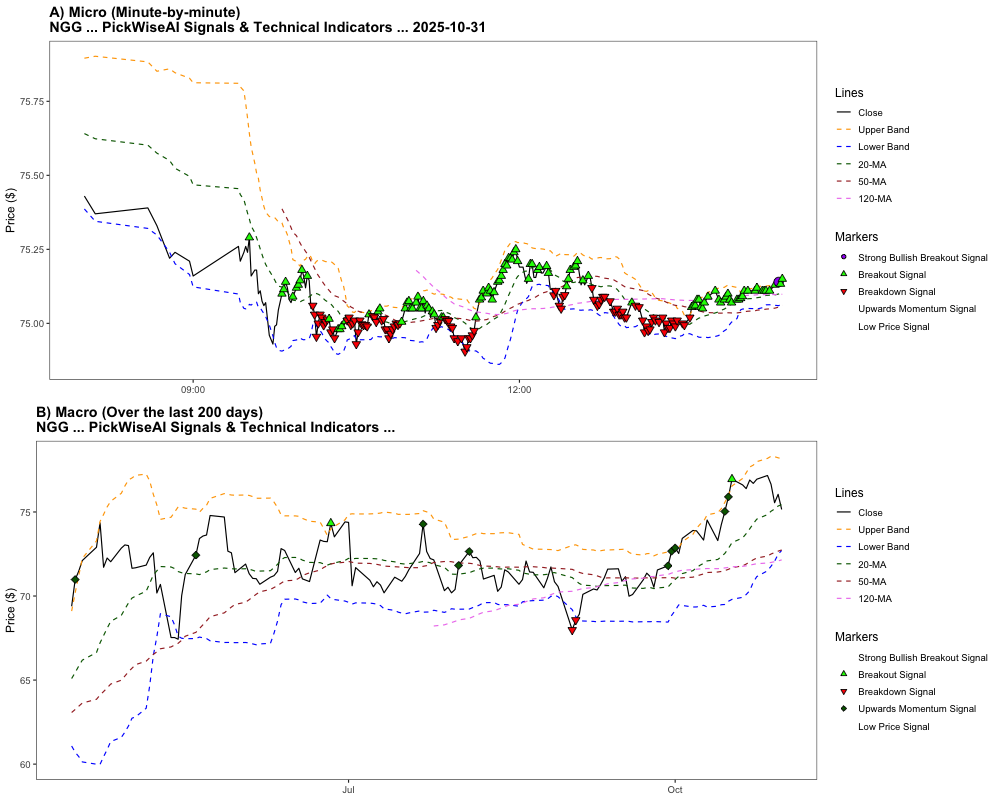 A) Micro (Minute-by-minute)
NGG ... PickWiseAI Signals & Technical Indicators ... 2025-10-31
Price ($)
75.75
75.50
75.25
75.00
09:00
12:00
Lines
Close
Upper Band
Lower Band
20-MA
50-MA
120-MA
Markers
Strong Bullish Breakout Signal
Breakout Signal
Breakdown Signal
Upwards Momentum Signal
Low Price Signal
B) Macro (Over the last 200 days)
NGG ... PickWiseAI Signals & Technical Indicators ...
Price ($)
75
70
65
60
Jul
Oct
Lines
Close
Upper Band
Lower Band
20-MA
50-MA
120-MA
Markers
Strong Bullish Breakout Signal
Breakout Signal
Breakdown Signal
Upwards Momentum Signal
Low Price Signal